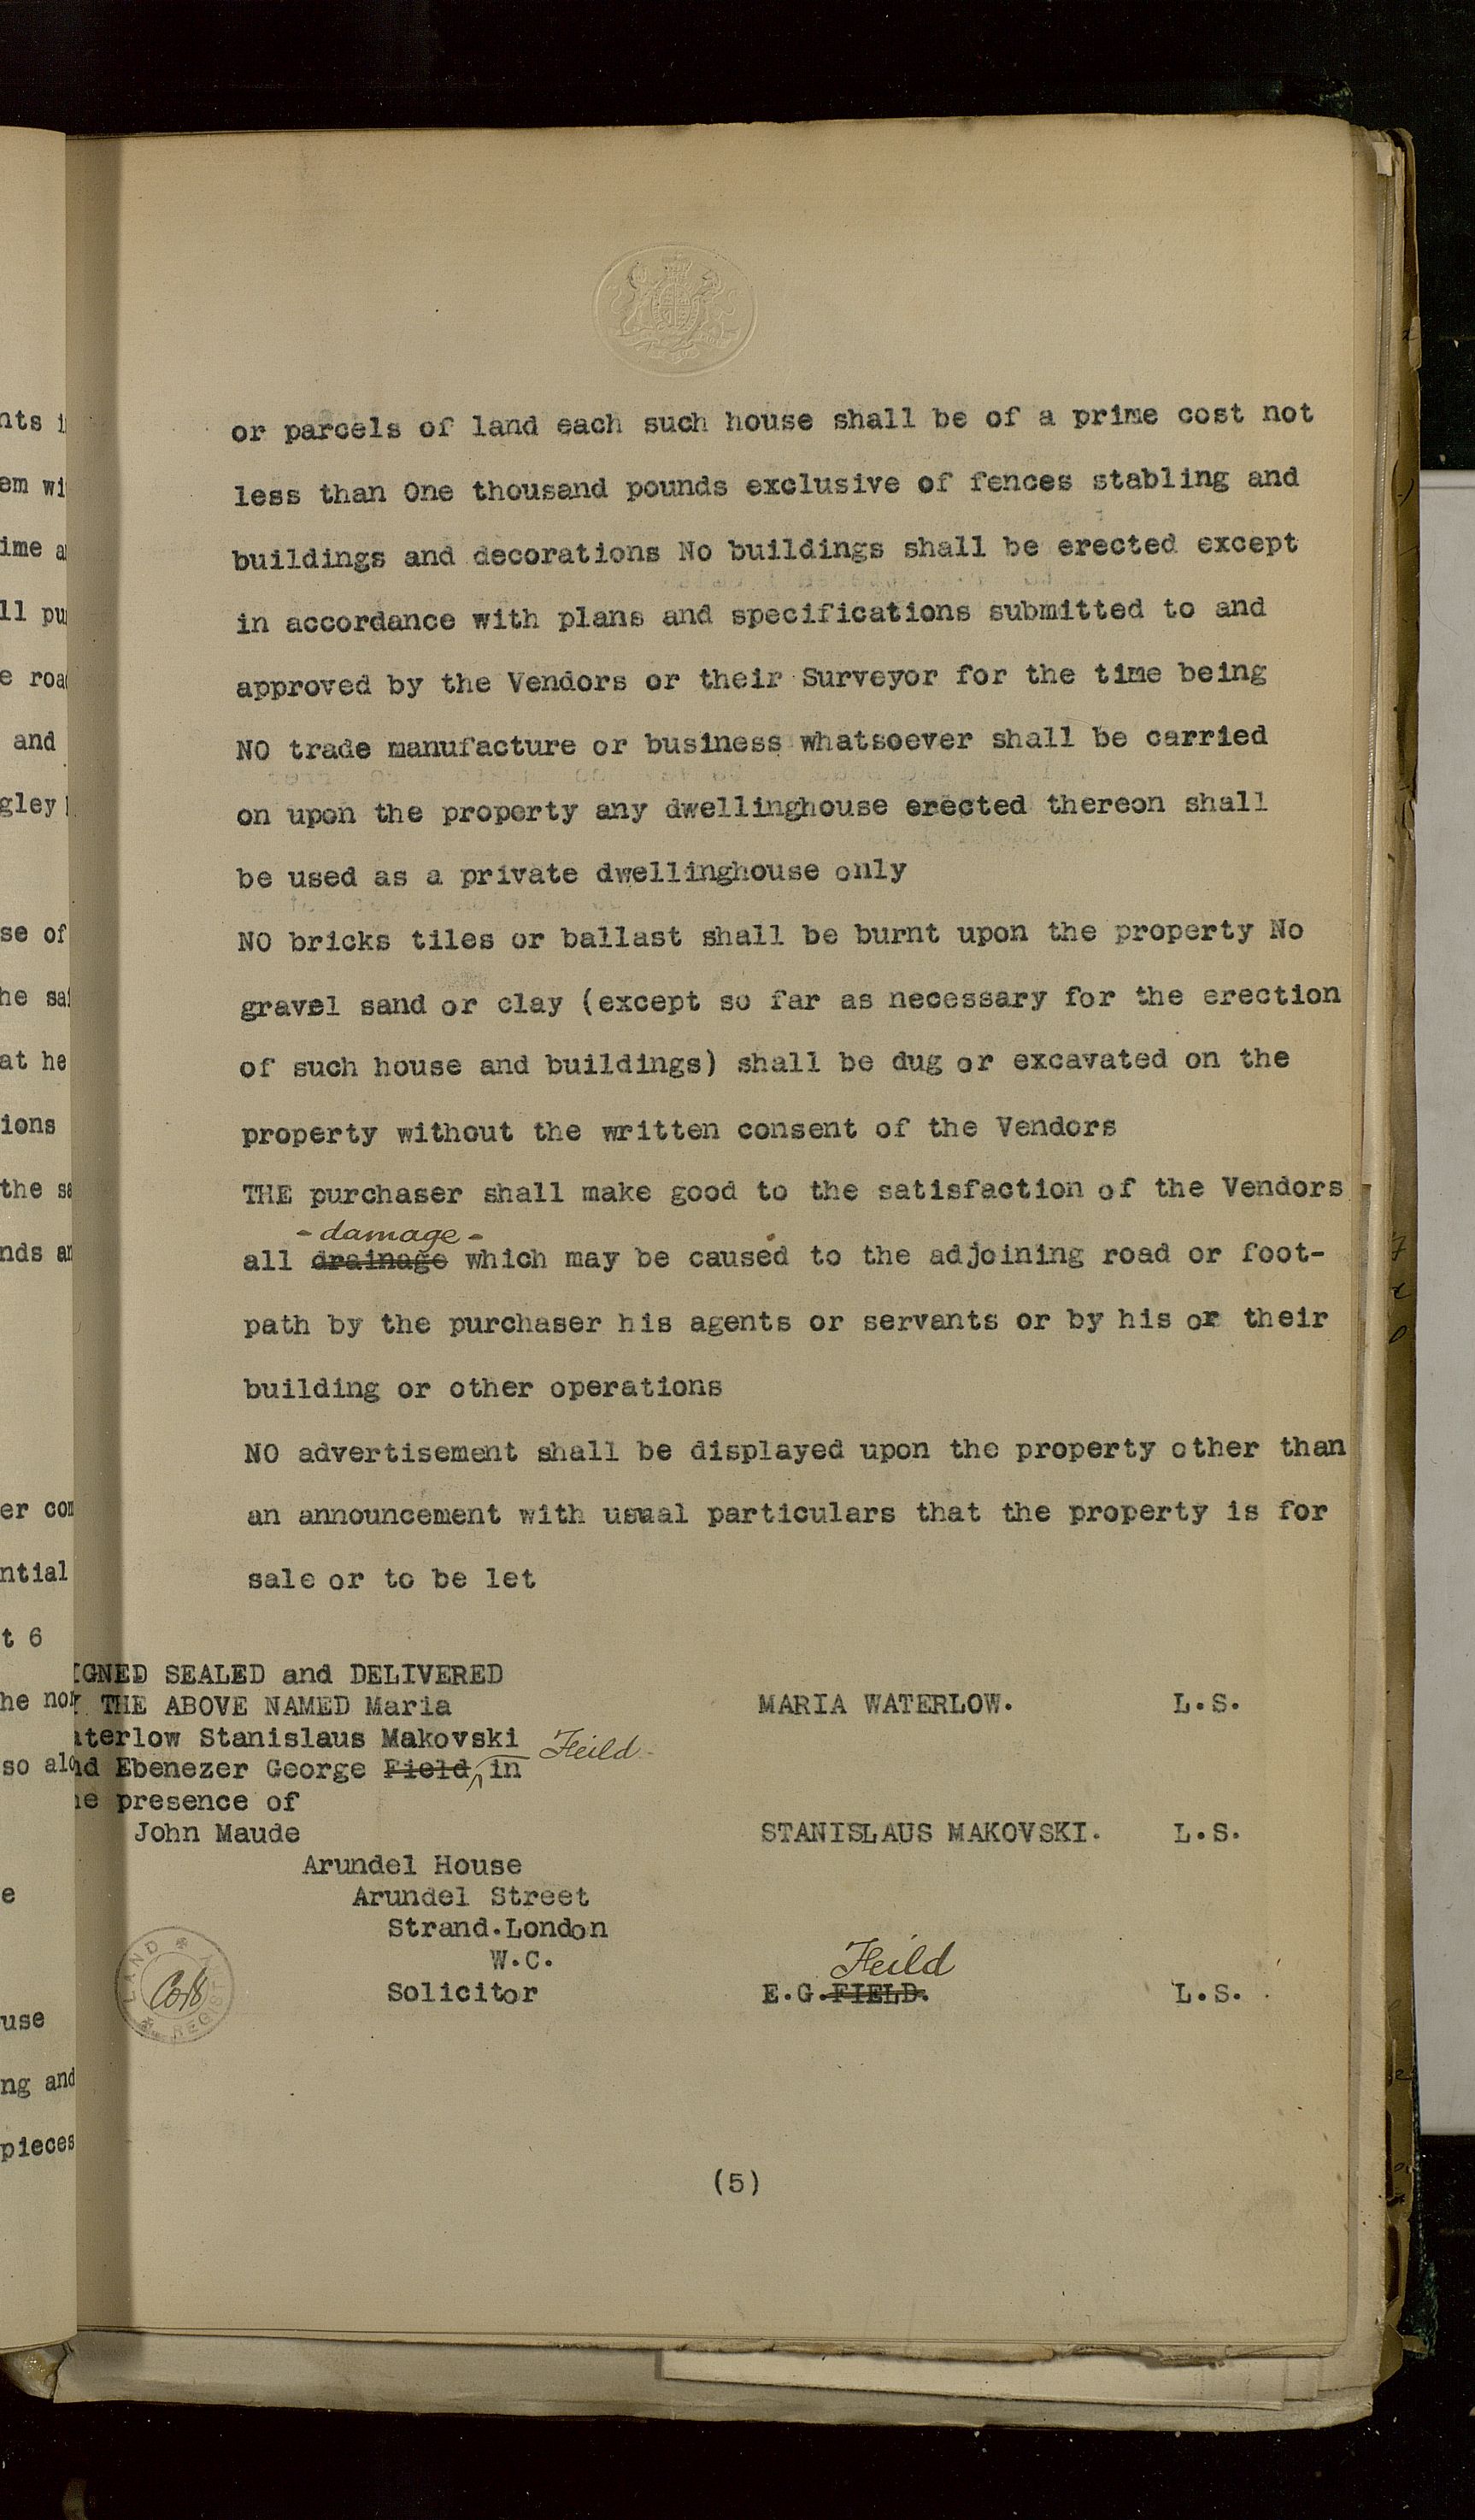 or parcels of land each such house shall be of a prime cost not
less than One thousand pounds exclusive of fences stabling and
buildings and decorations No buildings shall be erected except
in accordance with plans and specifications submitted to and
approved by the Vendors or their Surveyor for the time being
NO trade manufacture or business whatsoever shall be carried
on upon the property any dwellinghouse erected thereon shall
be used as a private dwellinghouse only
NO bricks tiles or ballast shall be burnt upon the property No
gravel sand or clay (except so far as necessary for the erection
of such house and buildings) shall be dug or excavated on the
property without the written consent of the Vendors
THE purchaser shall make good to the satisfaction of the Vendors
- damage -
all drainage which may be caused to the adjoining road or foot-
path by the purchaser his agents or servants or by his or their
building or other operations
NO advertisement shall be displayed upon the property other than
an announcement with usual particulars that the property is for
sale or to be let
IGNED SEALED and DELIVERED
THE ABOVE NAMED Maria MARIA WATERLOW. L.S.
aterlow Stanislaus Makovski Feild
nd Ebenezer George Field in
he presence of
John Maude STANISLAUS MAKOVSKI. L.S.
Arundel House
Arundel Street
Strand.London
W.C. Feild
Solicitor E.G.FIELD. L.S.
LAND REGISTRY
(5)